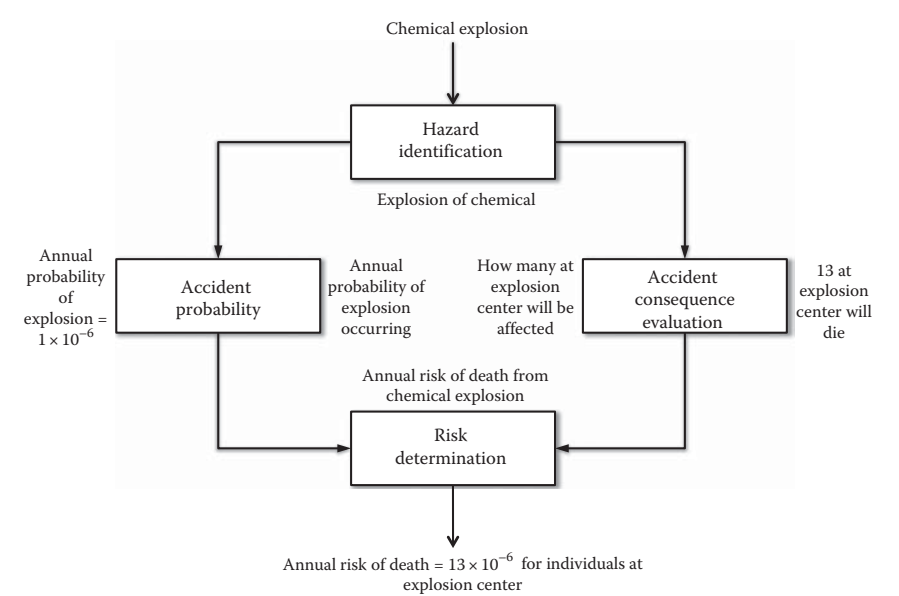 Chemical explosion
Hazard
identification
Explosion of chemical
Annual
probability
of
explosion =
1 × 10⁻⁶
Accident
probability
Annual
probability of
explosion
occurring
How many at
explosion
center will be
affected
Accident
consequence
evaluation
13 at
explosion
center will
die
Annual risk of death from
chemical explosion
Risk
determination
Annual risk of death = 13 × 10⁻⁶ for individuals at
explosion center